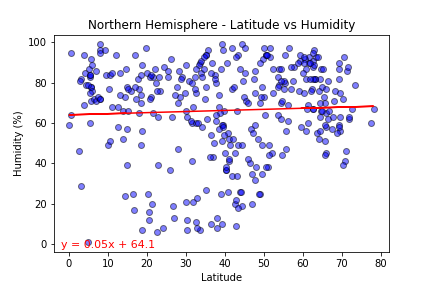 Northern Hemisphere - Latitude vs Humidity
100
80
60
40
20
0
Humidity (%)
y = 0.05x + 64.1
0 10 20 30 40 50 60 70 80
Latitude